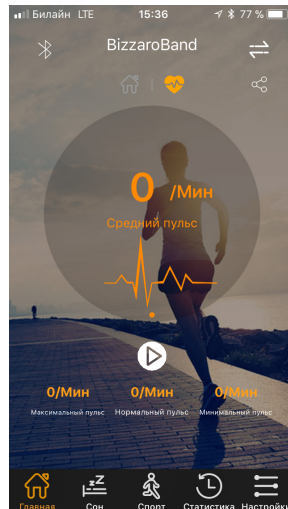 Билайн LTE 15:36 77 %
BizzaroBand
0 /Мин
Средний пульс
0/Мин 0/Мин 0/Мин
Максимальный пульс Нормальный пульс Минимальный пульс
Главная Сон Спорт Статистика Настройки